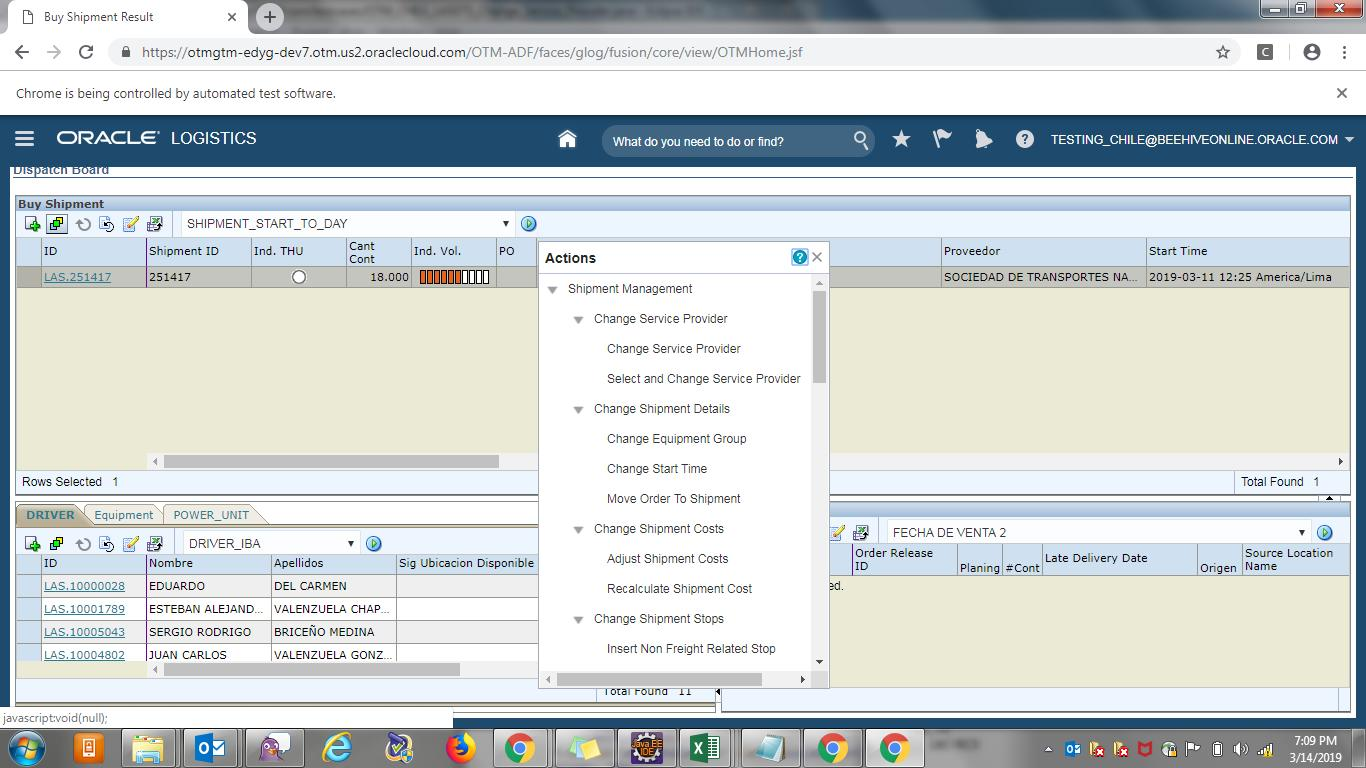 Buy Shipment Result
https://otmgtm-edyg-dev7.otm.us2.oraclecloud.com/OTM-ADF/faces/glog/fusion/core/view/OTMHome.jsf
C
Chrome is being controlled by automated test software.
ORACLE LOGISTICS
What do you need to do or find?
TESTING_CHILE@BEEHIVEONLINE.ORACLE.COM
Dispatch Board
Buy Shipment
SHIPMENT_START_TO_DAY
ID Shipment ID Ind. THU Cant Cont Ind. Vol. PO Proveedor Start Time
LAS.251417 251417 18.000 SOCIEDAD DE TRANSPORTES NA... 2019-03-11 12:25 America/Lima
Actions
Shipment Management
Change Service Provider
Change Service Provider
Select and Change Service Provider
Change Shipment Details
Change Equipment Group
Change Start Time
Move Order To Shipment
Change Shipment Costs
Adjust Shipment Costs
Recalculate Shipment Cost
Change Shipment Stops
Insert Non Freight Related Stop
Rows Selected 1
Total Found 1
DRIVER Equipment POWER_UNIT
DRIVER_IBA
ID Nombre Apellidos Sig Ubicacion Disponible
LAS.10000028 EDUARDO DEL CARMEN
LAS.10001789 ESTEBAN ALEJAND... VALENZUELA CHAP...
LAS.10005043 SERGIO RODRIGO BRICEÑO MEDINA
LAS.10004802 JUAN CARLOS VALENZUELA GONZ...
Total Found 11
FECHA DE VENTA 2
Order Release ID Planing #Cont Late Delivery Date Origen Source Location Name
ed.
javascript:void(null);
Java EE
IDE
7:09 PM
3/14/2019